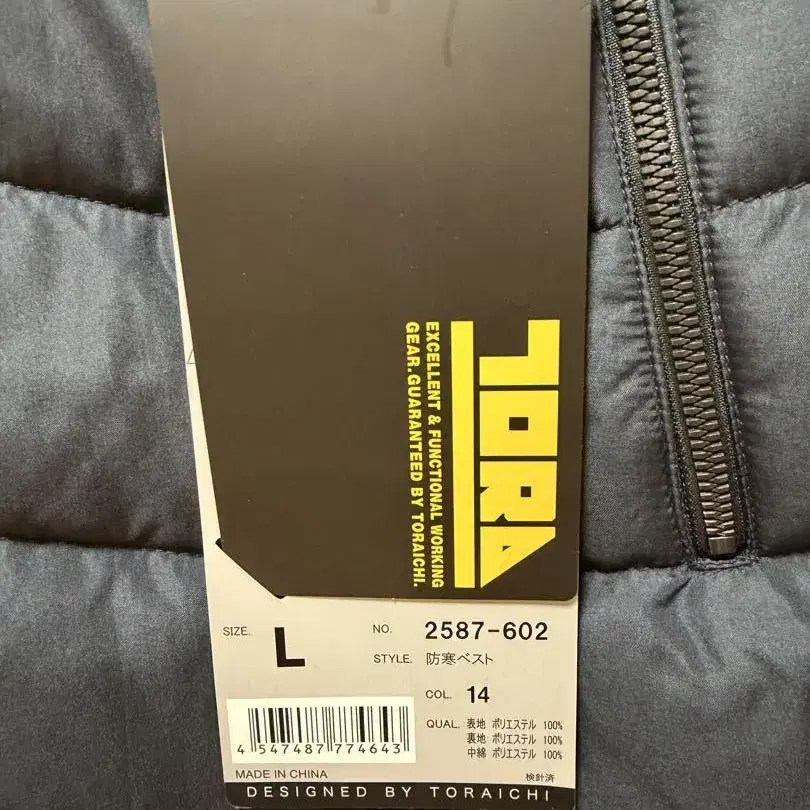 TORA
EXCELLENT & FUNCTIONAL WORKING
GEAR.GUARANTEED BY TORAICHI.
SIZE. L
NO. 2587-602
STYLE. 防寒ベスト
COL. 14
QUAL. 表地 ポリエステル 100%
裏地 ポリエステル 100%
中綿 ポリエステル 100%
4 547487 774643
MADE IN CHINA
検針済
DESIGNED BY TORAICHI